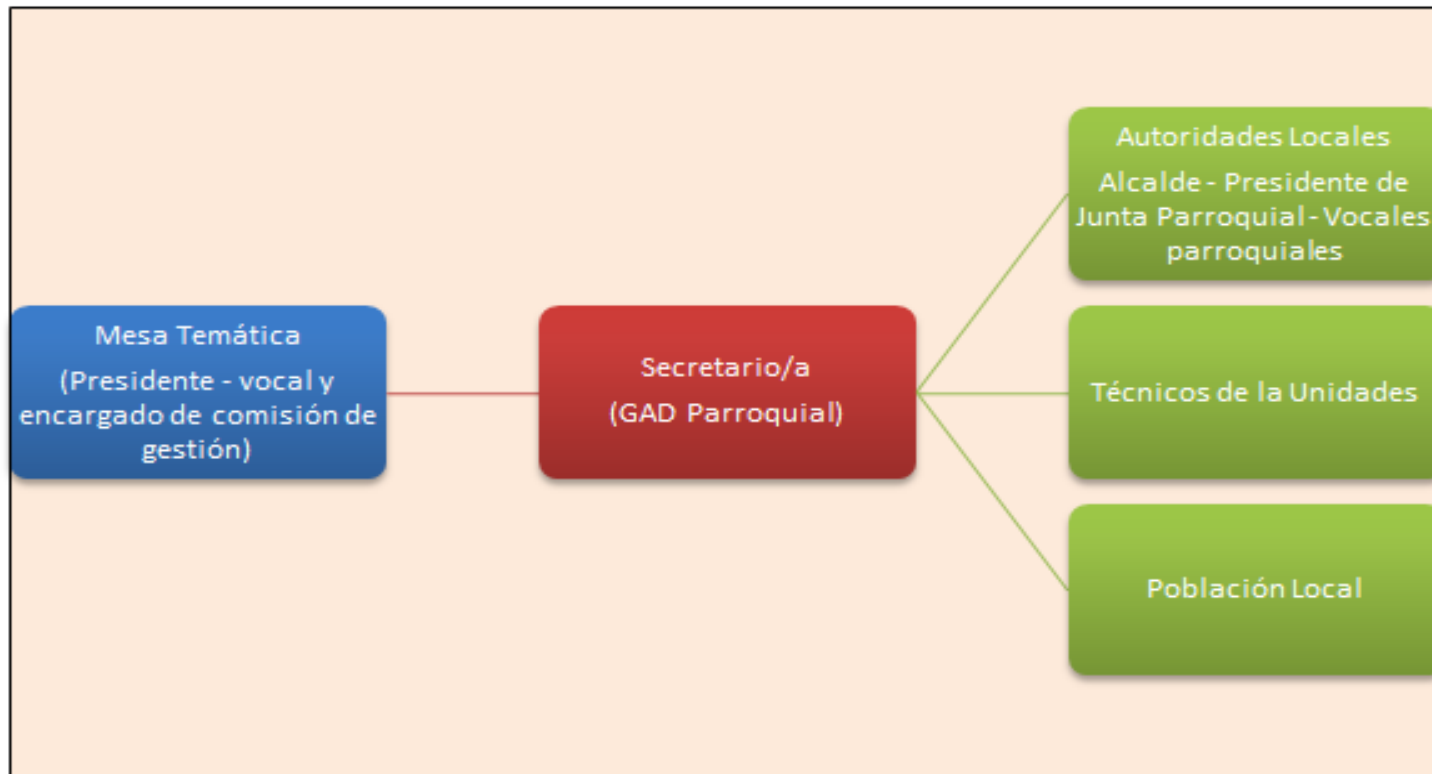 Mesa Temática
(Presidente - vocal y
encargado de comisión de
gestión)
Secretario/a
(GAD Parroquial)
Autoridades Locales
Alcalde - Presidente de
Junta Parroquial - Vocales
parroquiales
Técnicos de la Unidades
Población Local